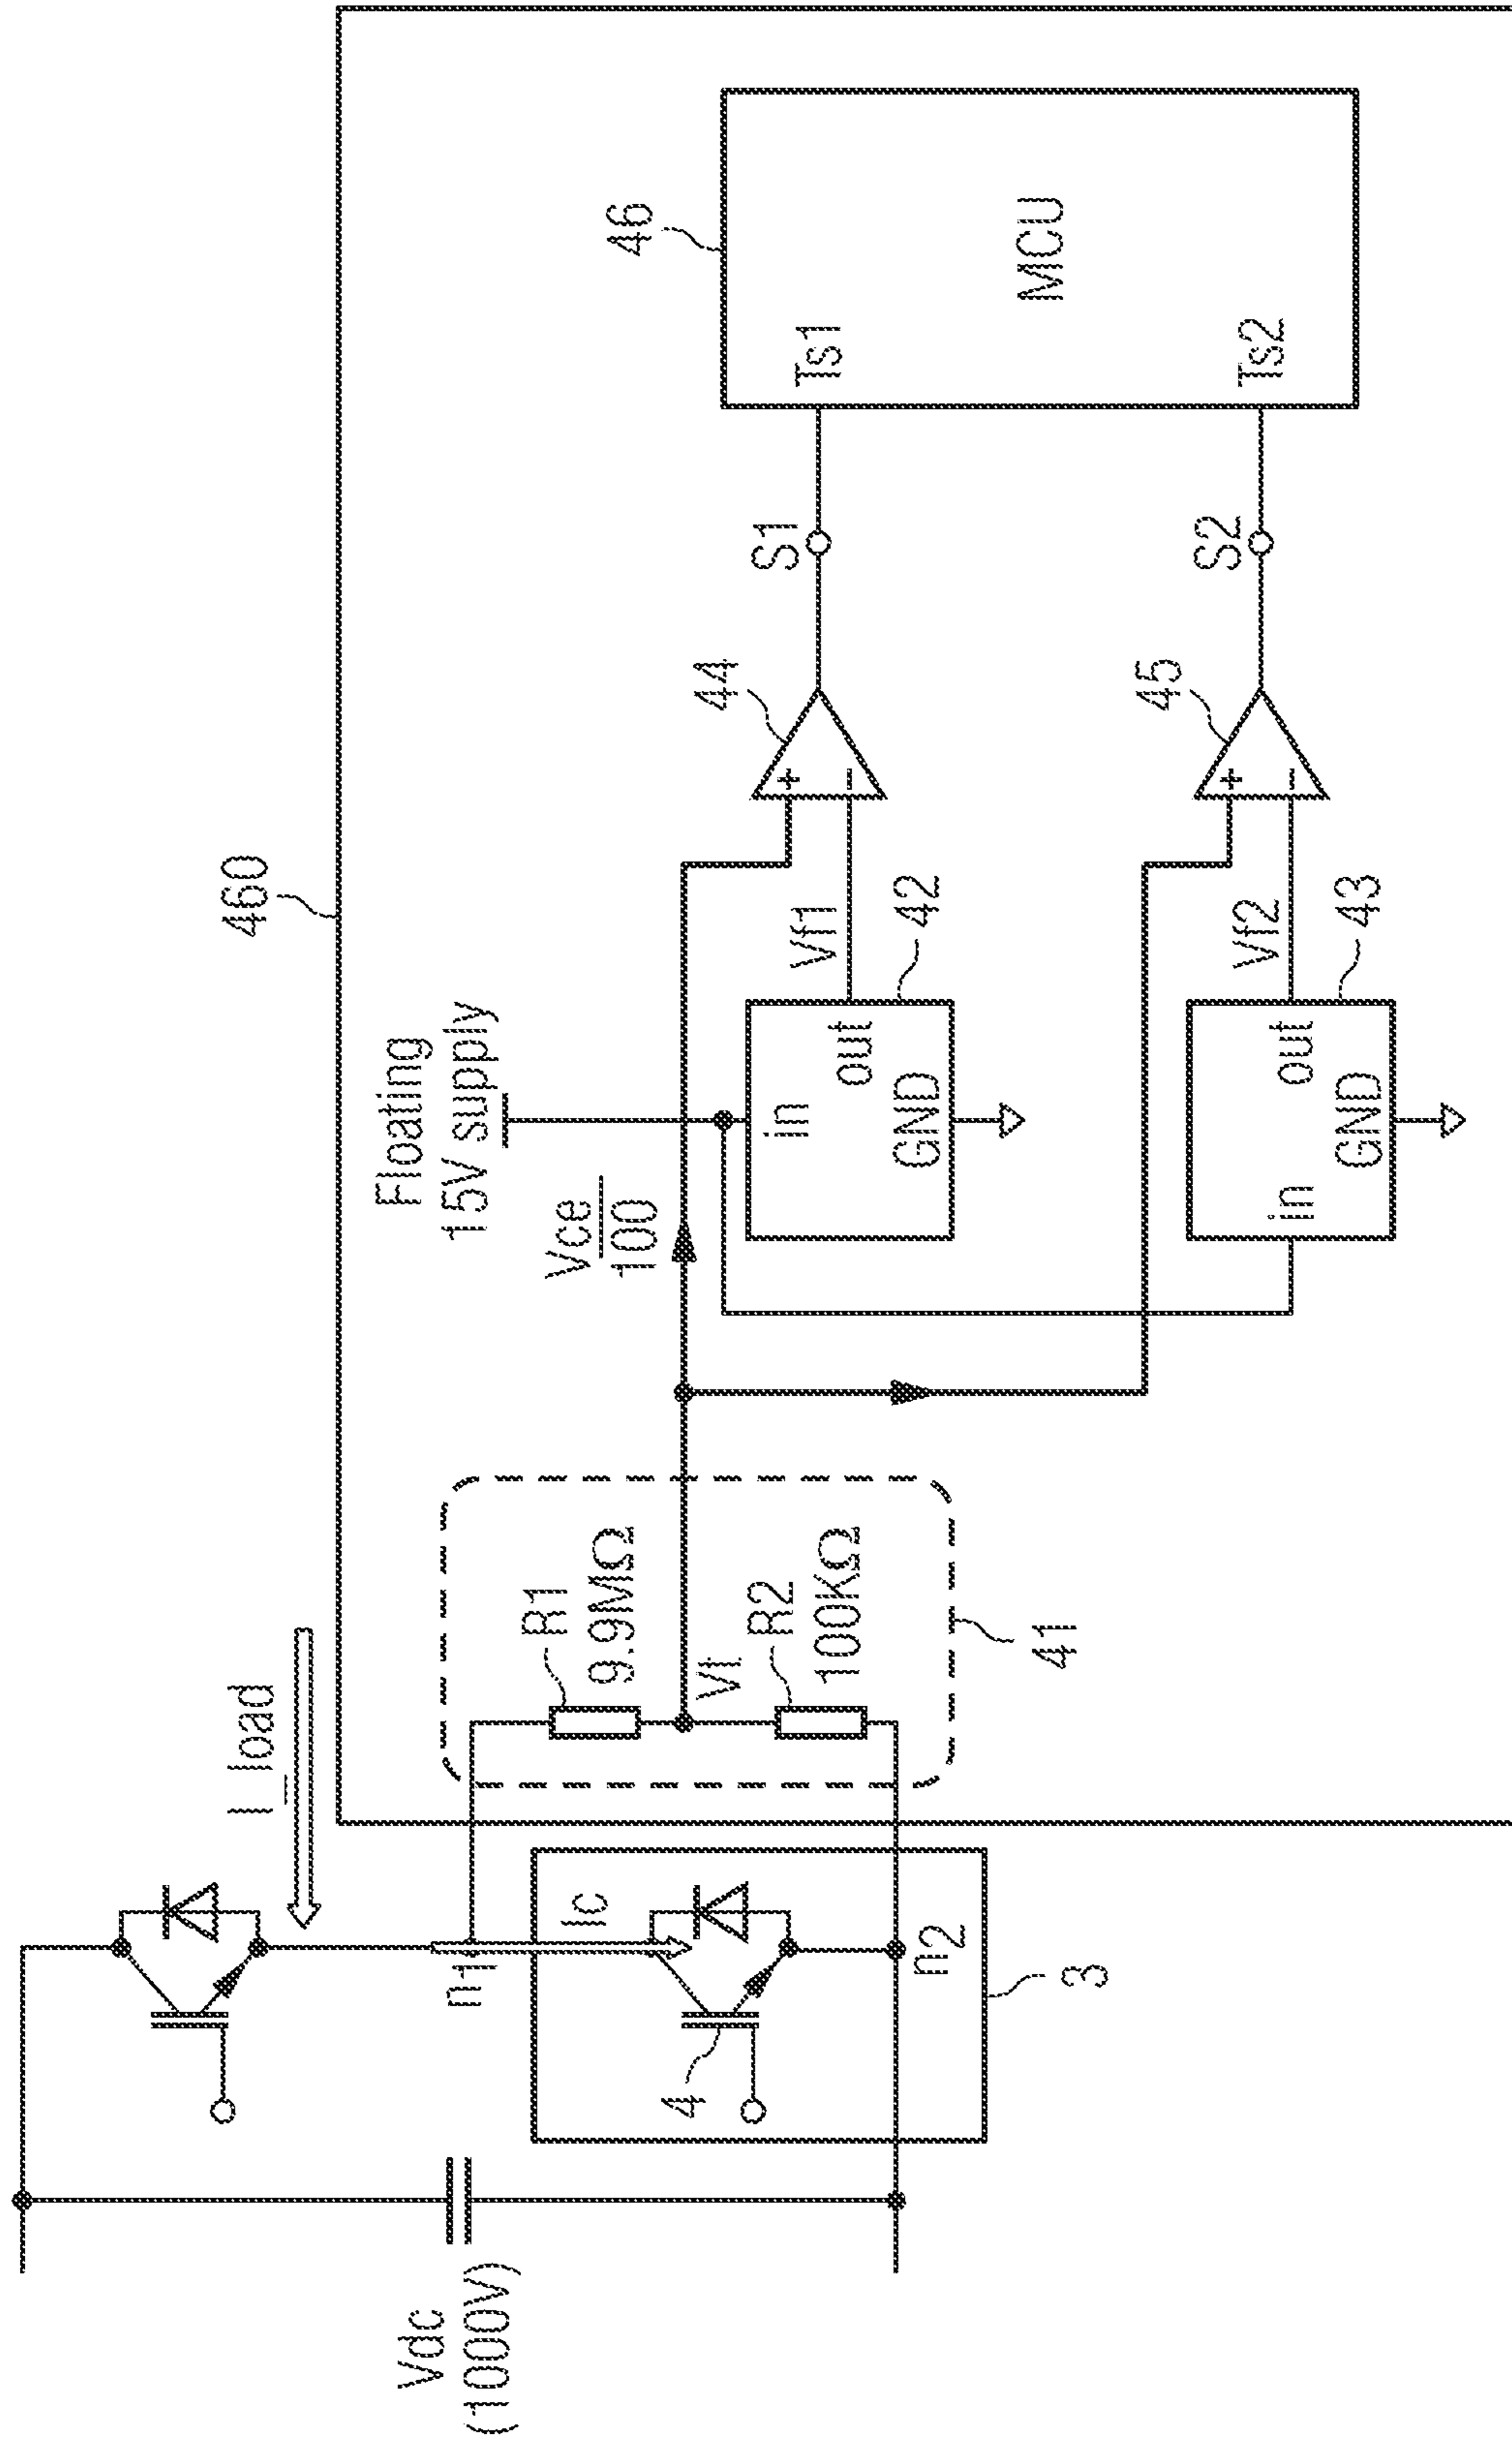 Vdc
(1000V)
I_load
n1
Ic
4
n2
3
R1
9.9MΩ
Vt
R2
100KΩ
41
460
Floating
15V supply
Vce
100
in
out
GND
42
Vf1
in
out
GND
43
Vf2
+
−
44
+
−
45
S1
S2
46
Ts1
Ts2
MCU